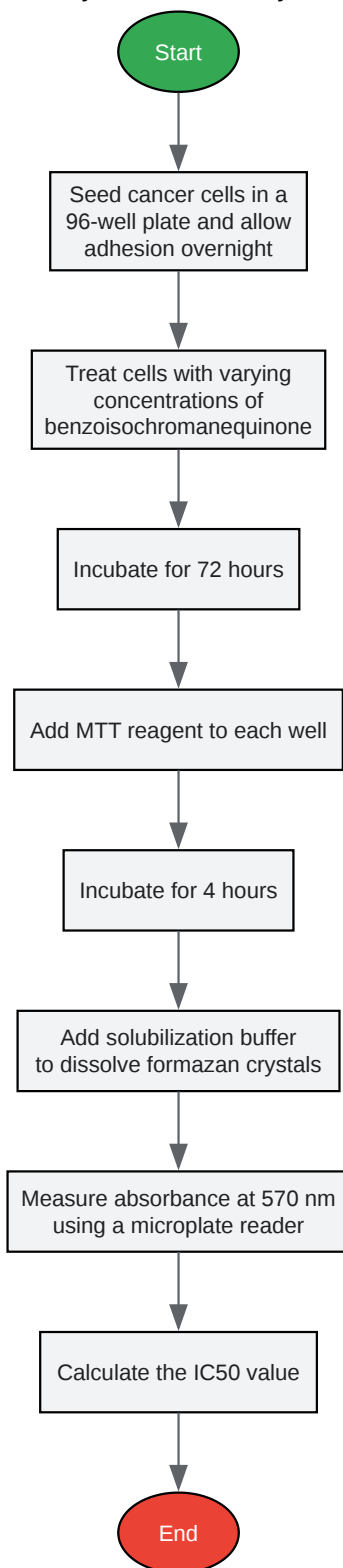 Start
Seed cancer cells in a
96-well plate and allow
adhesion overnight
Treat cells with varying
concentrations of
benzoisochromanequinone
Incubate for 72 hours
Add MTT reagent to each well
Incubate for 4 hours
Add solubilization buffer
to dissolve formazan crystals
Measure absorbance at 570 nm
using a microplate reader
Calculate the IC50 value
End